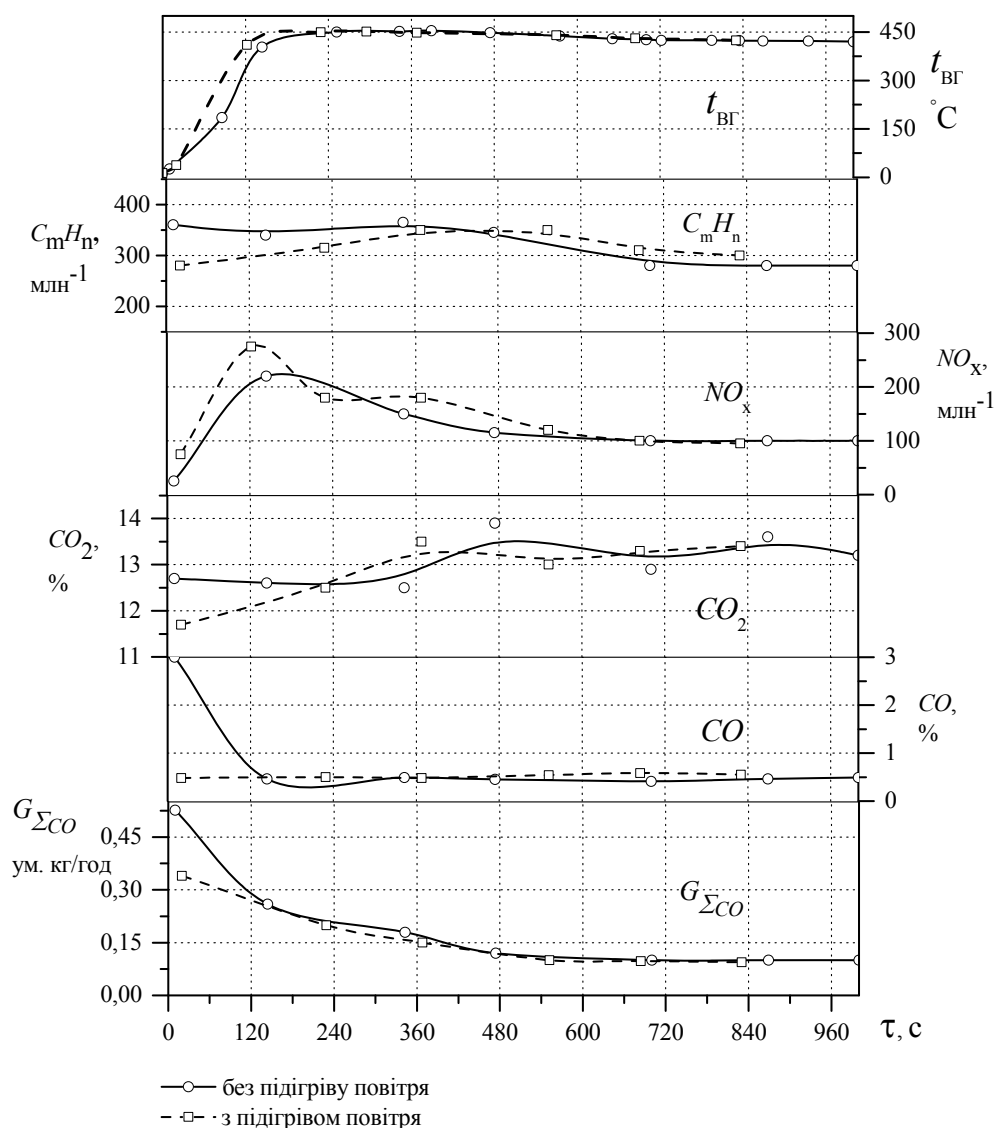 450
300
150
0
t_ВГ
°C
t_ВГ
400
300
200
C_mH_n,
млн⁻¹
C_mH_n
300
200
100
0
NO_x,
млн⁻¹
NO_x
14
13
12
11
CO₂,
%
CO₂
3
2
1
0
CO,
%
CO
G_ΣCO
ум. кг/год
0,45
0,30
0,15
0,00
G_ΣCO
0 120 240 360 480 600 720 840 960 τ, с
без підігріву повітря
з підігрівом повітря